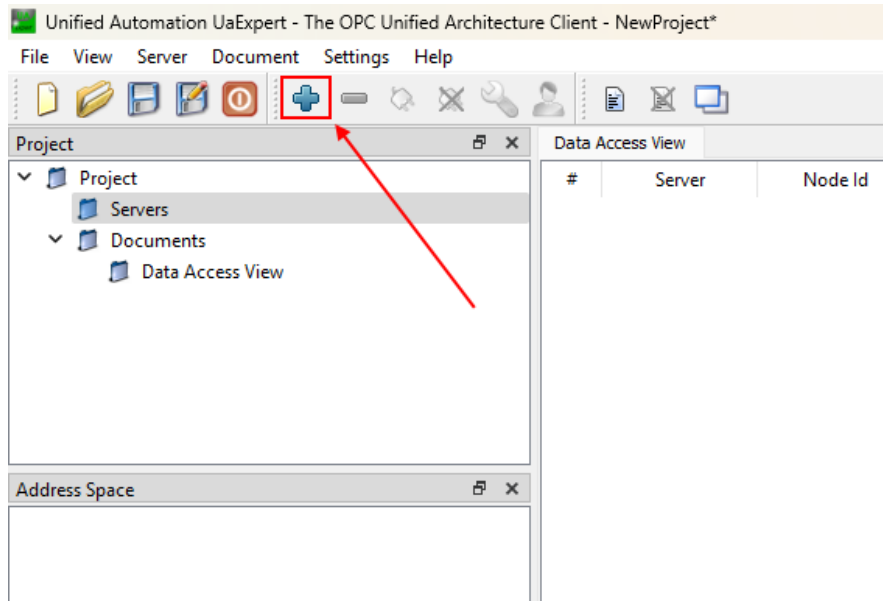 Unified Automation UaExpert - The OPC Unified Architecture Client - NewProject*
File View Server Document Settings Help
Project
Data Access View
Project
# Server Node Id
Servers
Documents
Data Access View
Address Space